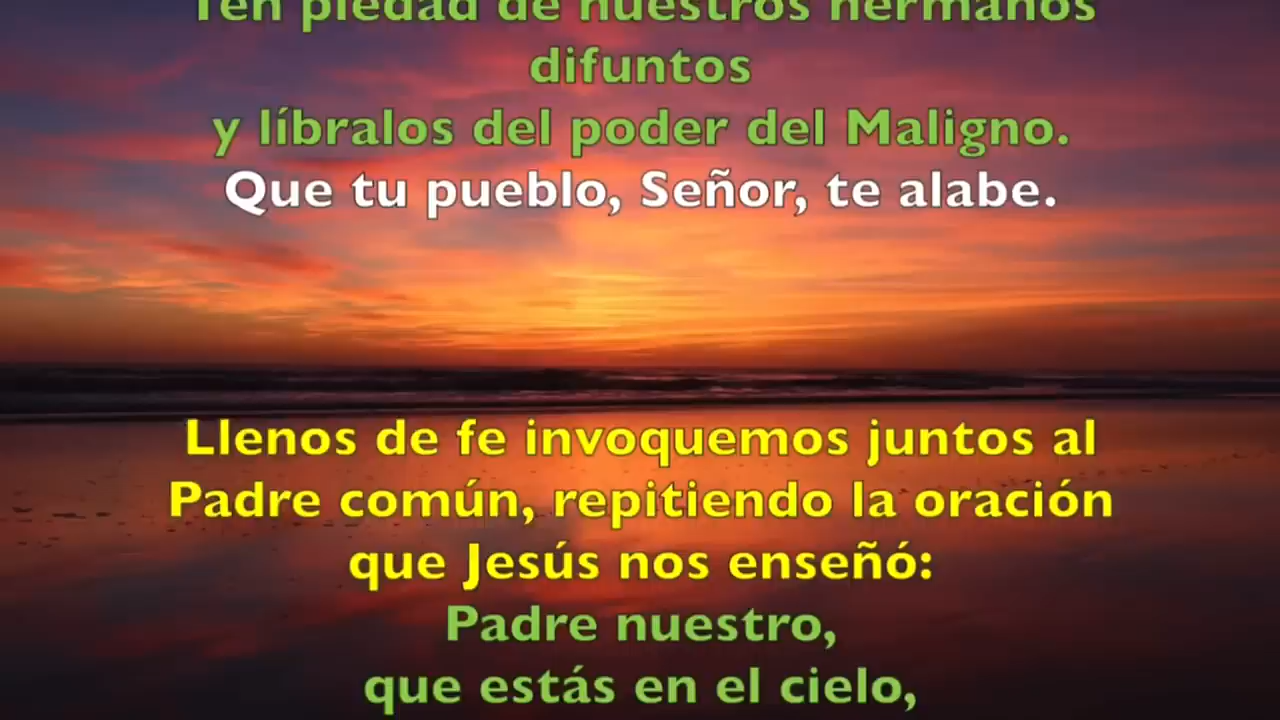 Ten piedad de nuestros hermanos
difuntos
y líbralos del poder del Maligno.
Que tu pueblo, Señor, te alabe.
Llenos de fe invoquemos juntos al
Padre común, repitiendo la oración
que Jesús nos enseñó:
Padre nuestro,
que estás en el cielo,